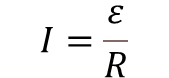 I = ε/R